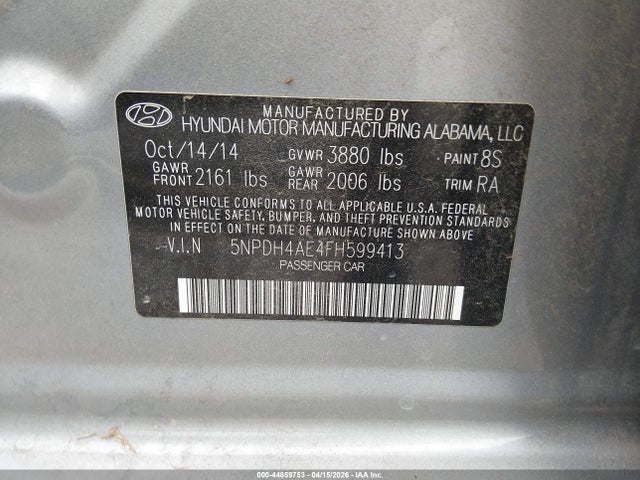 MANUFACTURED BY
HYUNDAI MOTOR MANUFACTURING ALABAMA, LLC
Oct/14/14 GVWR 3880 lbs PAINT 8S
GAWR FRONT 2161 lbs GAWR REAR 2006 lbs TRIM RA
THIS VEHICLE CONFORMS TO ALL APPLICABLE U.S.A. FEDERAL
MOTOR VEHICLE SAFETY, BUMPER, AND THEFT PREVENTION STANDARDS
IN EFFECT ON THE DATE OF MANUFACTURE SHOWN ABOVE
V.I.N 5NPDH4AE4FH599413
PASSENGER CAR
000-44859753 - 04/15/2026 - IAA Corp.